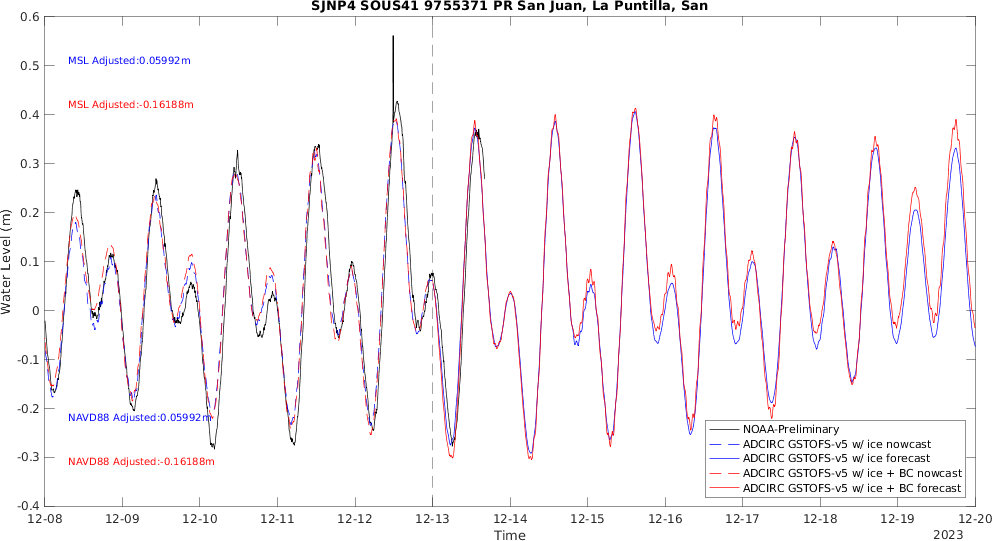 SJNP4 SOUS41 9755371 PR San Juan, La Puntilla, San
0.6
0.5
0.4
0.3
0.2
0.1
0
-0.1
-0.2
-0.3
-0.4
Water Level (m)
MSL Adjusted:0.05992m
MSL Adjusted:-0.16188m
NAVD88 Adjusted:0.05992m
NAVD88 Adjusted:-0.16188m
NOAA-Preliminary
ADCIRC GSTOFS-v5 w/ ice nowcast
ADCIRC GSTOFS-v5 w/ ice forecast
ADCIRC GSTOFS-v5 w/ ice + BC nowcast
ADCIRC GSTOFS-v5 w/ ice + BC forecast
12-08 12-09 12-10 12-11 12-12 12-13 12-14 12-15 12-16 12-17 12-18 12-19 12-20
Time
2023